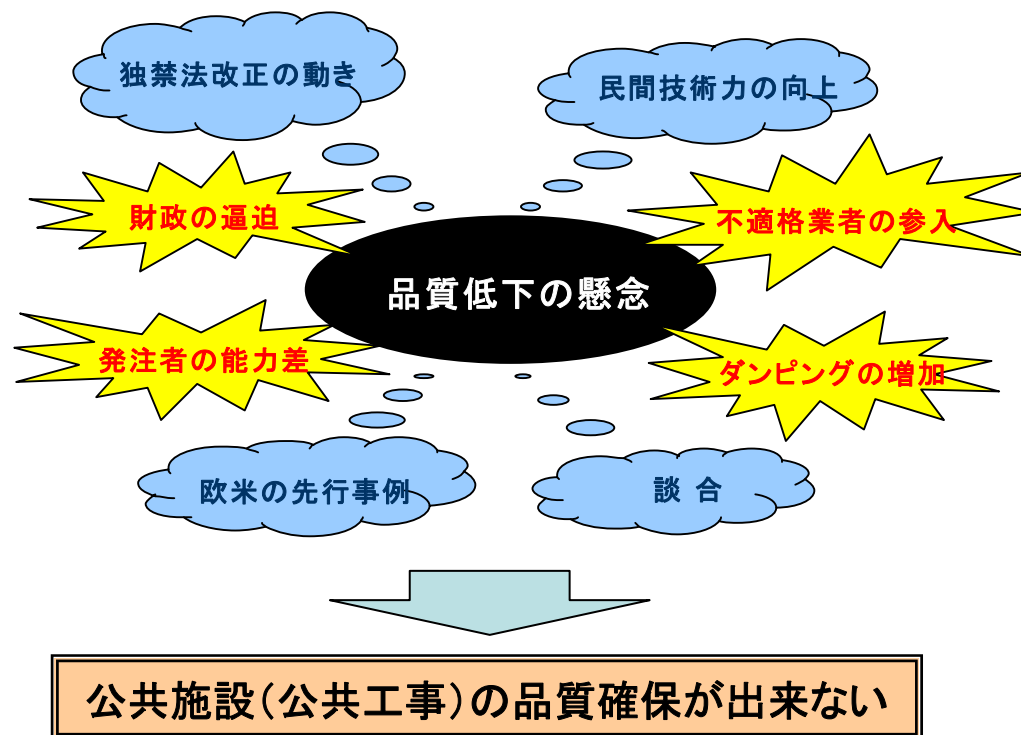 独禁法改正の動き
民間技術力の向上
財政の逼迫
不適格業者の参入
品質低下の懸念
発注者の能力差
ダンピングの増加
欧米の先行事例
談 合
公共施設(公共工事)の品質確保が出来ない